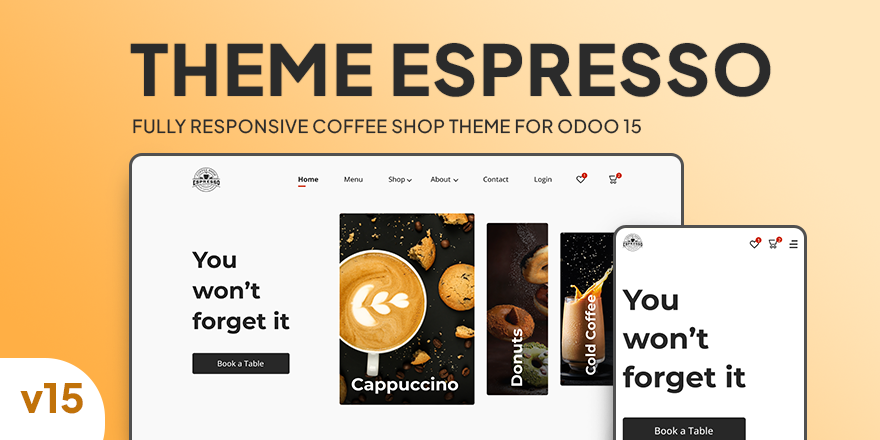 THEME ESPRESSO
FULLY RESPONSIVE COFFEE SHOP THEME FOR ODOO 15
ESPRESSO
Home Menu Shop About Contact Login
You
won't
forget it
Book a Table
Cappuccino
Donuts
Cold Coffee
ESPRESSO
You
won't
forget it
Book a Table
v15